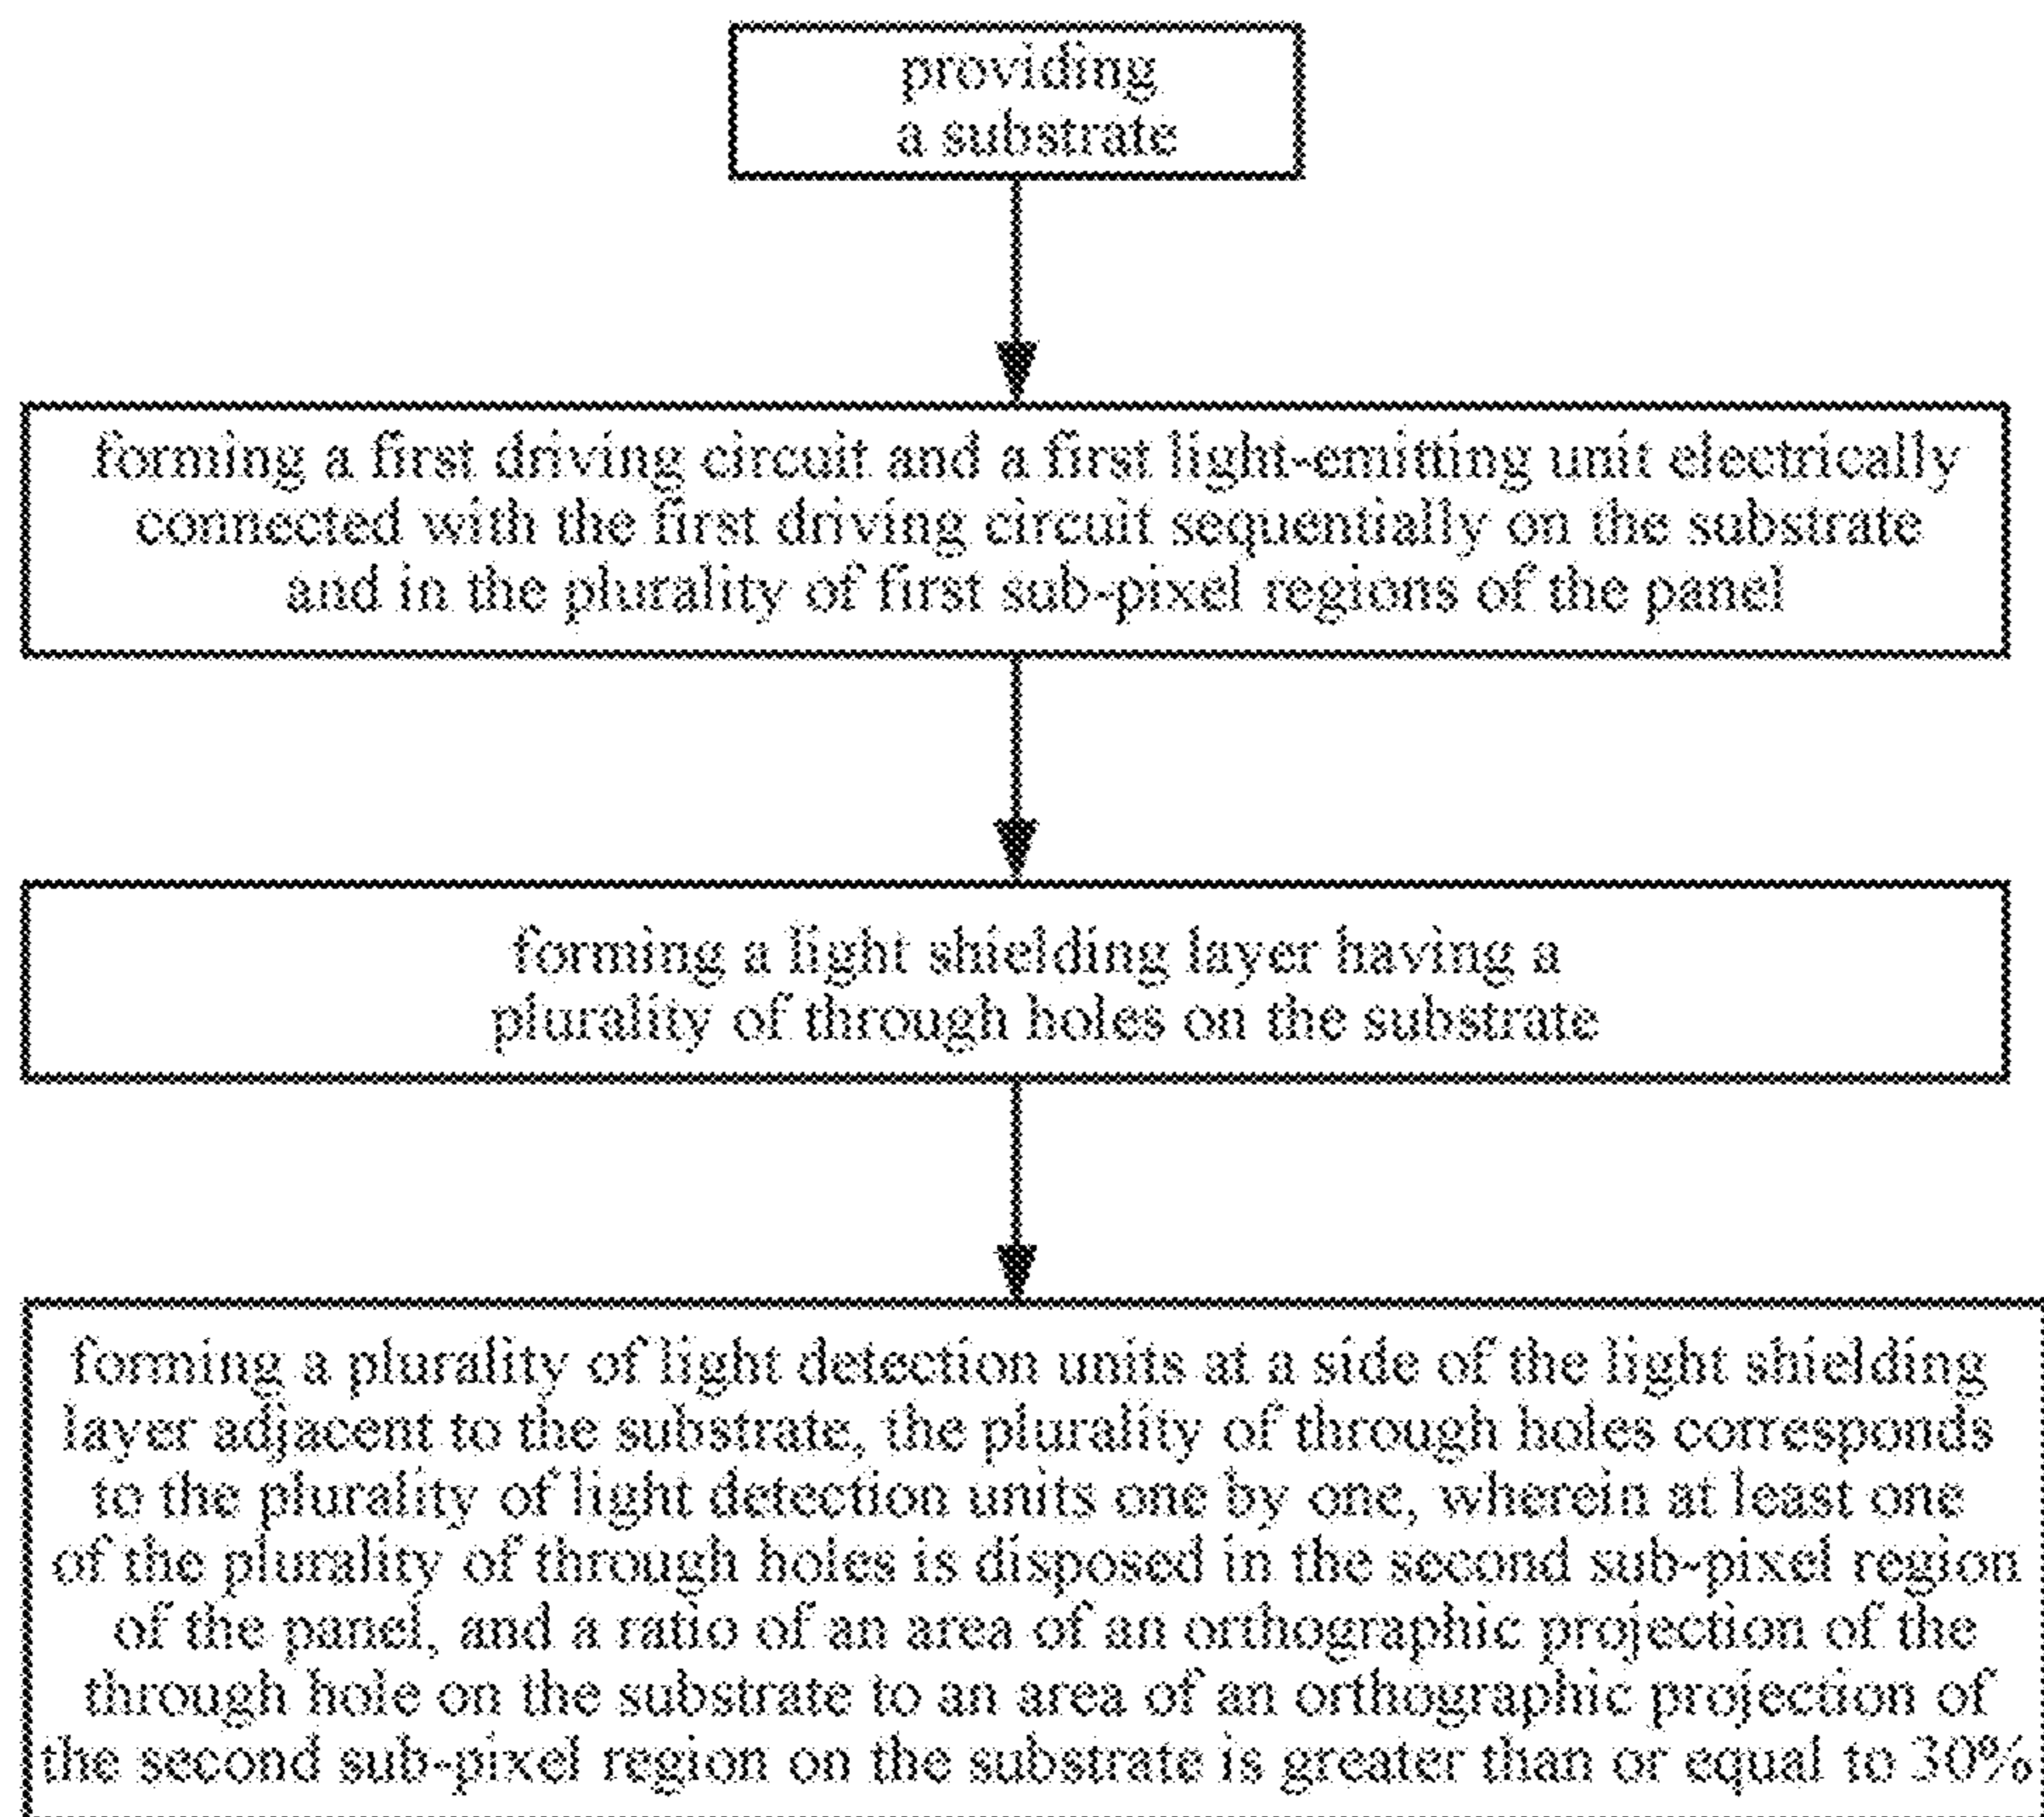 providing
a substrate
forming a first driving circuit and a first light-emitting unit electrically
connected with the first driving circuit sequentially on the substrate
and in the plurality of first sub-pixel regions of the panel
forming a light shielding layer having a
plurality of through holes on the substrate
forming a plurality of light detection units at a side of the light shielding
layer adjacent to the substrate, the plurality of through holes corresponds
to the plurality of light detection units one by one, wherein at least one
of the plurality of through holes is disposed in the second sub-pixel region
of the panel, and a ratio of an area of an orthographic projection of the
through hole on the substrate to an area of an orthographic projection of
the second sub-pixel region on the substrate is greater than or equal to 30%